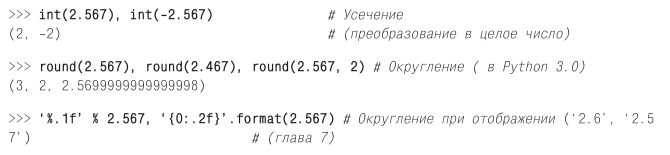 >>> int(2.567), int(-2.567) # Усечение
(2, -2) # (преобразование в целое число)
>>> round(2.567), round(2.467), round(2.567, 2) # Округление ( в Python 3.0)
(3, 2, 2.5699999999999998)
>>> '%.1f' % 2.567, '{0:.2f}'.format(2.567) # Округление при отображении ('2.6', '2.5
7') # (глава 7)